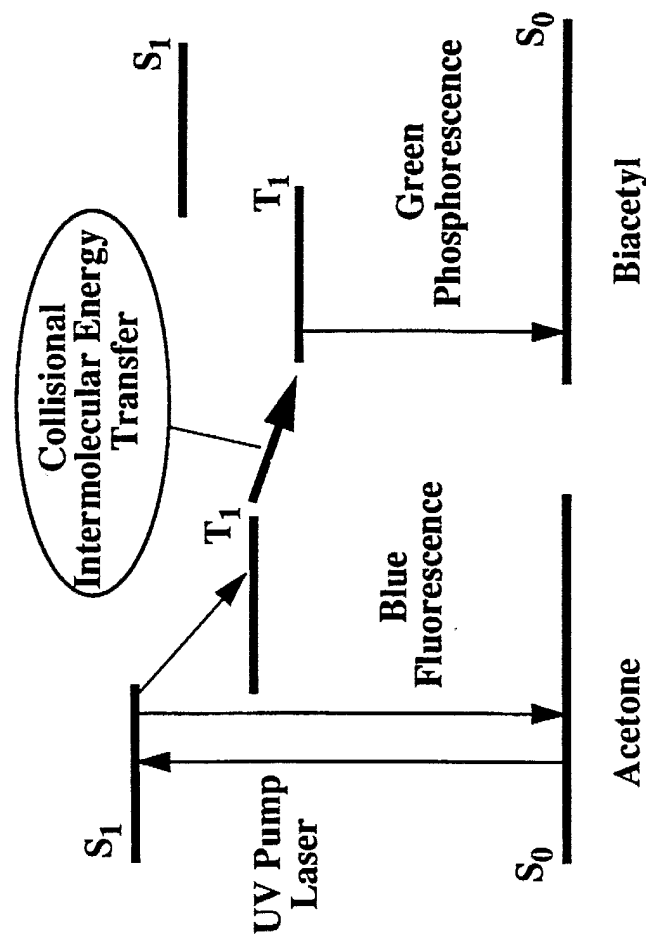 Collisional
Intermolecular Energy
Transfer
S1
S1
T1
T1
UV Pump
Laser
Blue
Fluorescence
Green
Phosphorescence
S0
S0
Acetone
Biacetyl